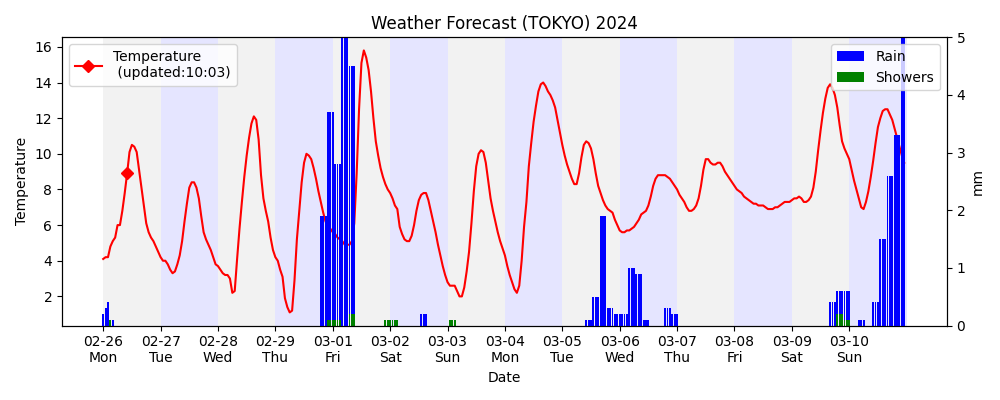 Weather Forecast (TOKYO) 2024
Temperature
(updated:10:03)
Rain
Showers
16
14
12
10
8
6
4
2
Temperature
5
4
3
2
1
0
mm
02-26 02-27 02-28 02-29 03-01 03-02 03-03 03-04 03-05 03-06 03-07 03-08 03-09 03-10
Mon Tue Wed Thu Fri Sat Sun Mon Tue Wed Thu Fri Sat Sun
Date